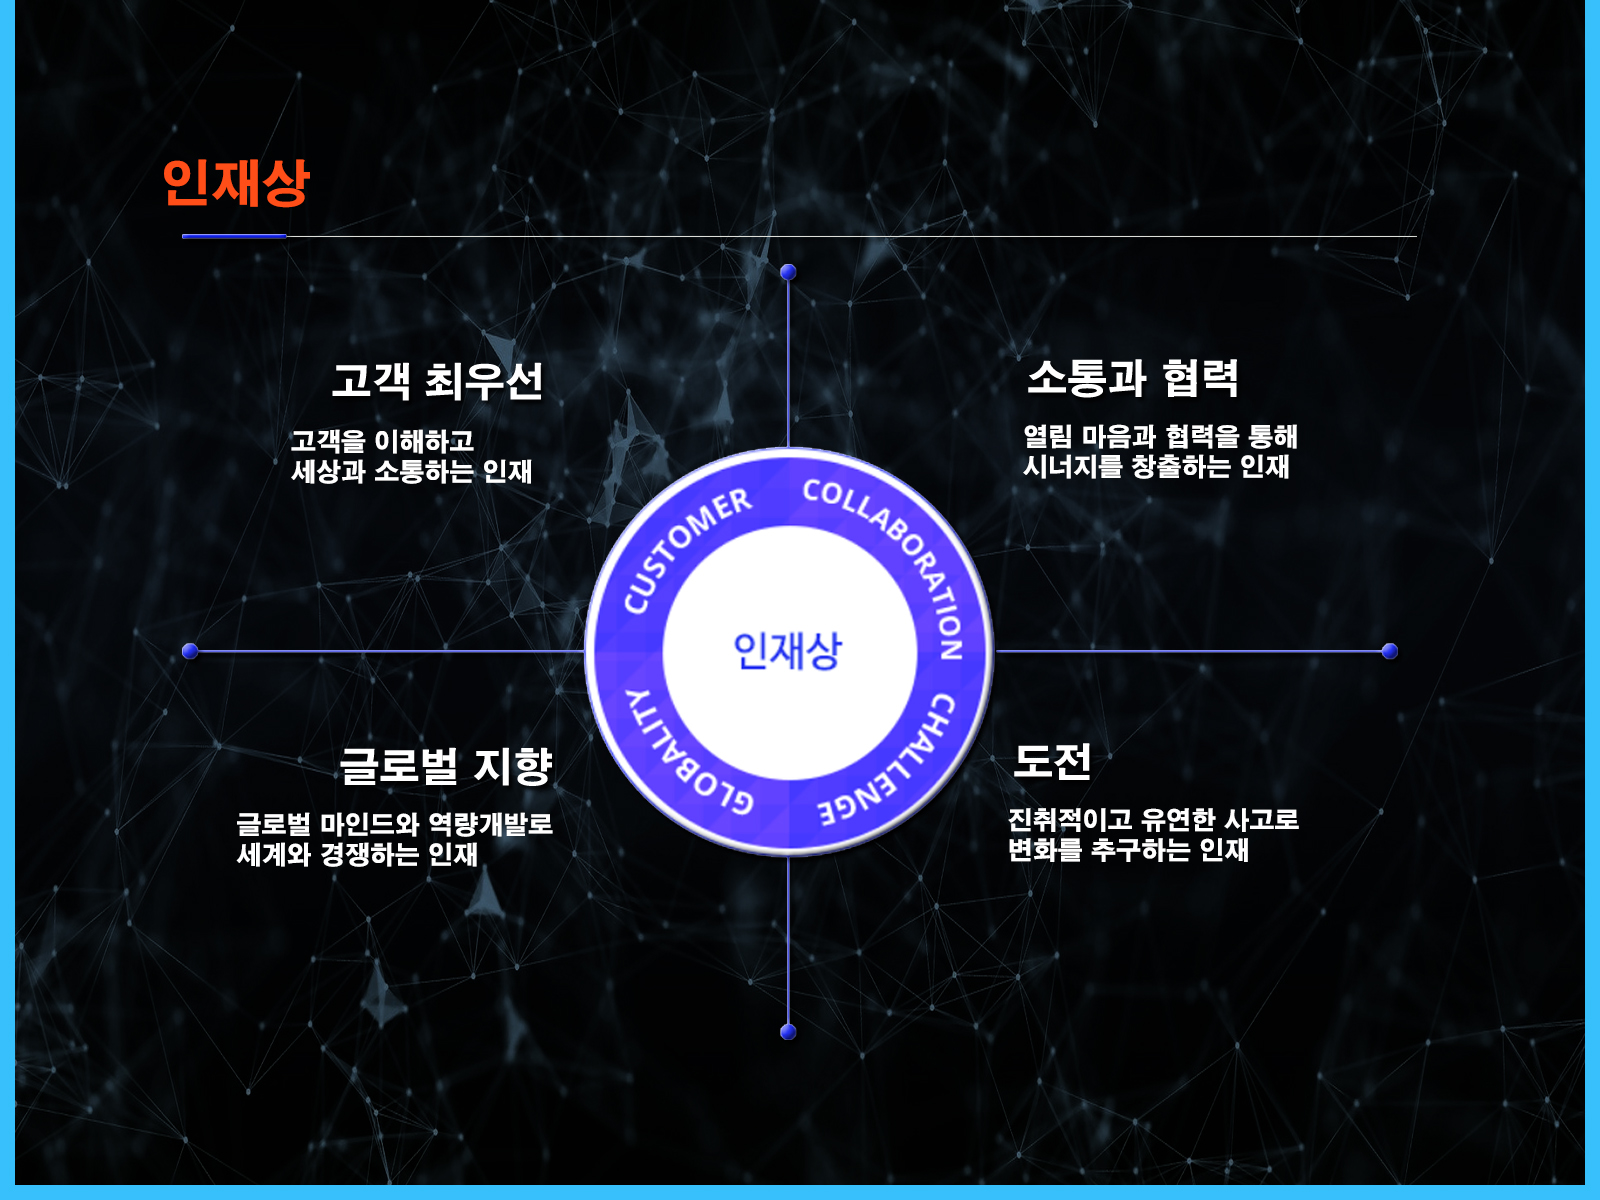 인재상
고객 최우선
고객을 이해하고
세상과 소통하는 인재
소통과 협력
열림 마음과 협력을 통해
시너지를 창출하는 인재
CUSTOMER
COLLABORATION
인재상
GLOBALITY
CHALLENGE
글로벌 지향
글로벌 마인드와 역량개발로
세계와 경쟁하는 인재
도전
진취적이고 유연한 사고로
변화를 추구하는 인재